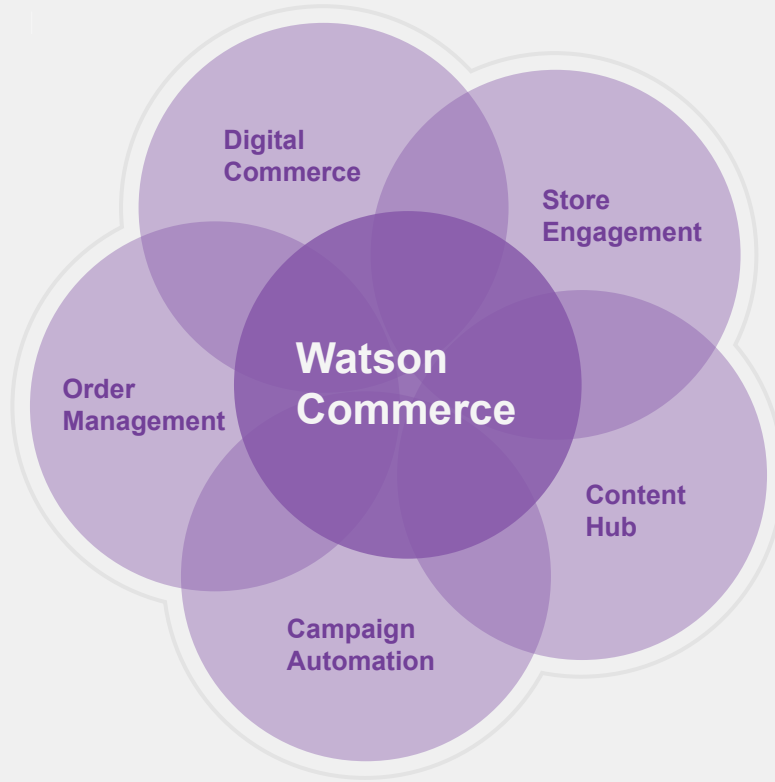 Digital
Commerce
Store
Engagement
Watson
Commerce
Order
Management
Content
Hub
Campaign
Automation